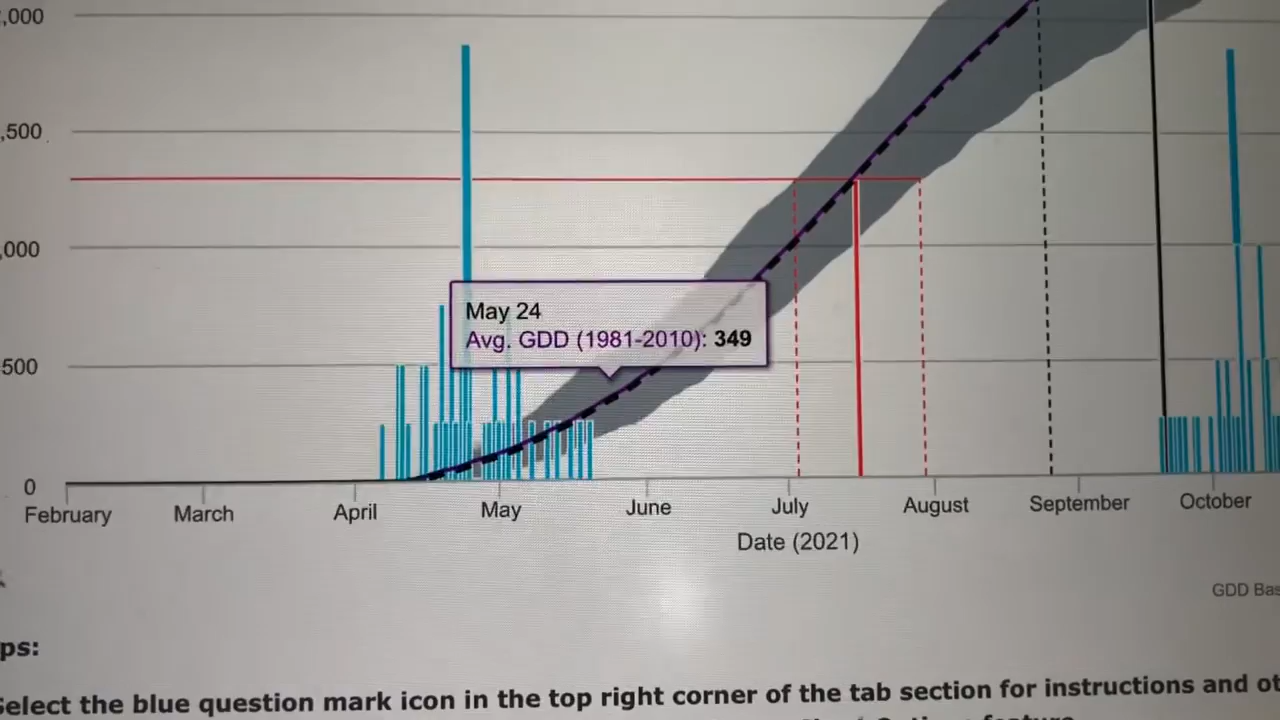 ,000
,500
,000
500
0
May 24
Avg. GDD (1981-2010): 349
February March April May June July August September October
Date (2021)
GDD Bas
ps:
Select the blue question mark icon in the top right corner of the tab section for instructions and ot
feature